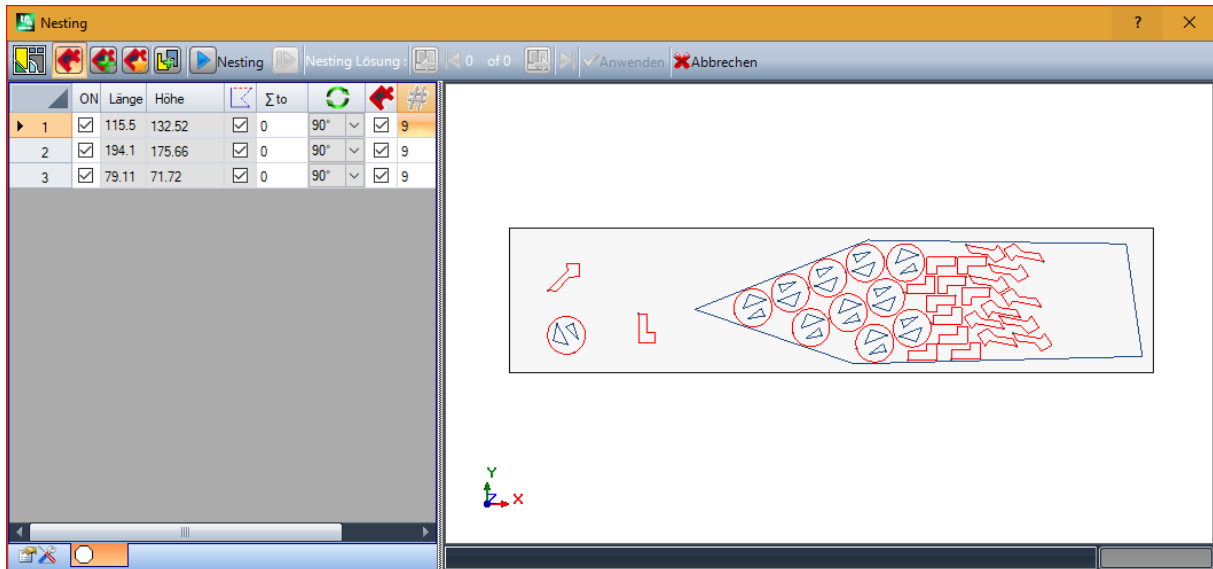 Nesting ?
Nesting Nesting Lösung : 0 of 0 Anwenden Abbrechen
ON Länge Höhe Σto #
1 115.5 132.52 0 90° 9
2 194.1 175.66 0 90° 9
3 79.11 71.72 0 90° 9
Y
Z X